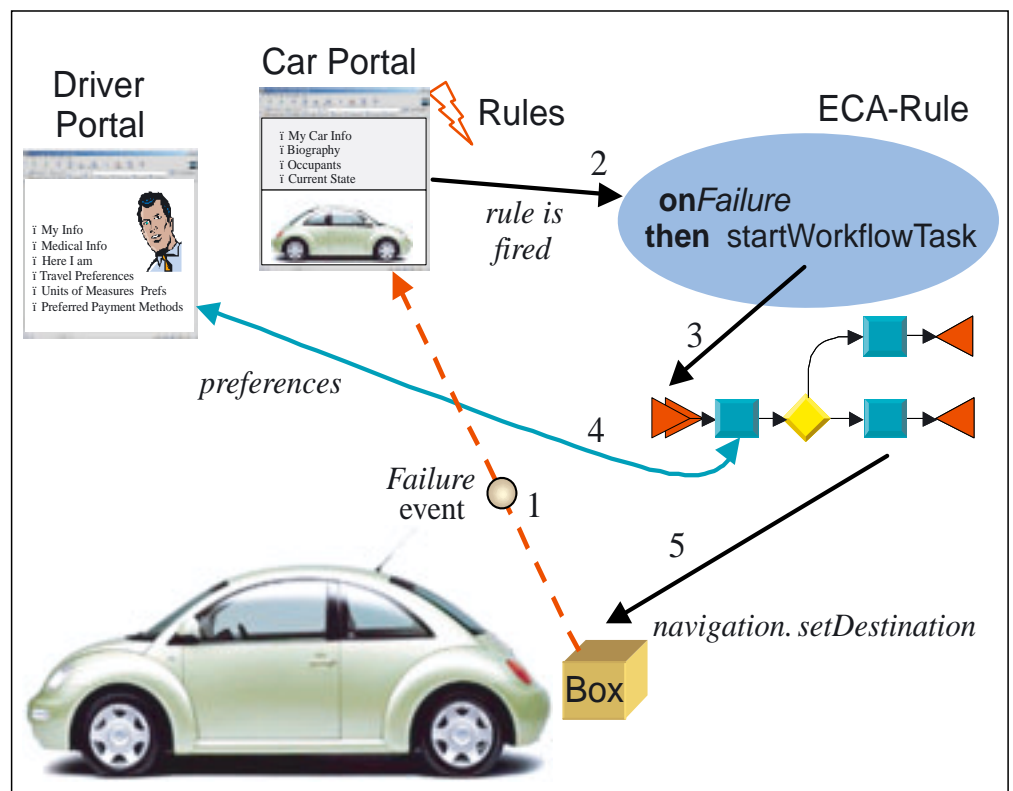 Driver
Portal
Car Portal
Rules
ECA-Rule
ï My Car Info
ï Biography
ï Occupants
ï Current State
ï My Info
ï Medical Info
ï Here I am
ï Travel Preferences
ï Units of Measures Prefs
ï Preferred Payment Methods
2
rule is
fired
onFailure
then startWorkflowTask
3
preferences
4
Failure
event
1
5
navigation. setDestination
Box